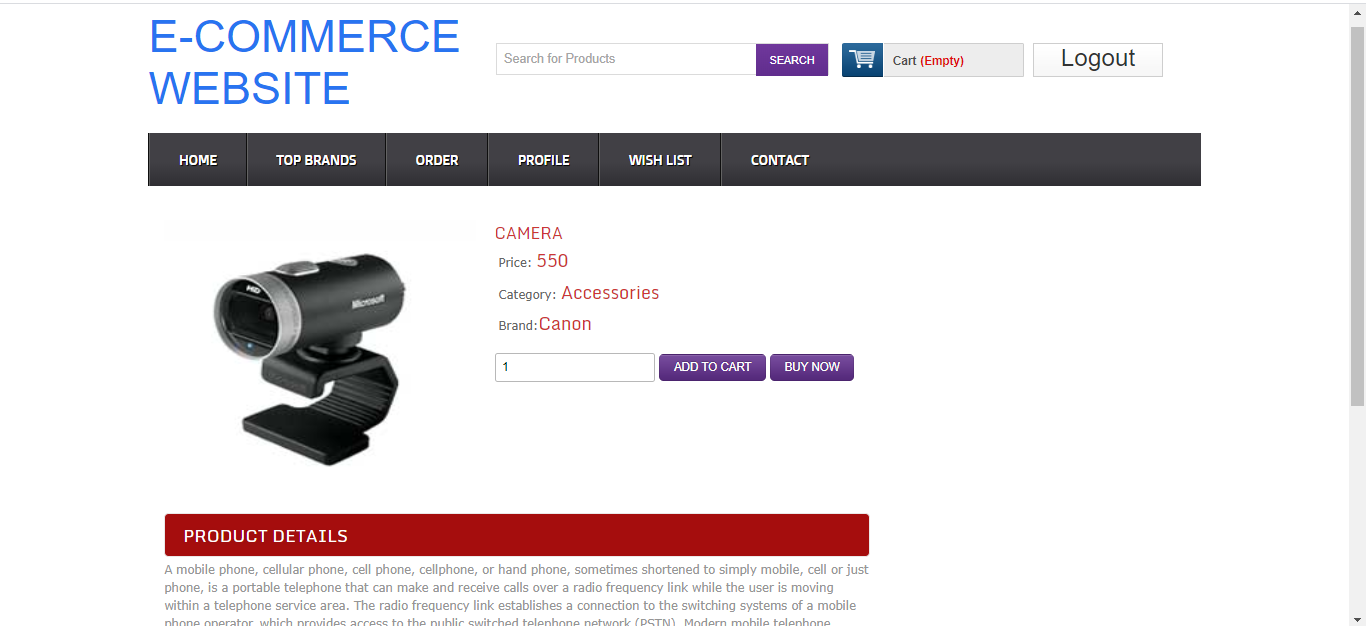 E-COMMERCE
WEBSITE
Search for Products
SEARCH
Cart (Empty)
Logout
HOME
TOP BRANDS
ORDER
PROFILE
WISH LIST
CONTACT
HD
Microsoft
CAMERA
Price: 550
Category: Accessories
Brand:Canon
1
ADD TO CART
BUY NOW
PRODUCT DETAILS
A mobile phone, cellular phone, cell phone, cellphone, or hand phone, sometimes shortened to simply mobile, cell or just
phone, is a portable telephone that can make and receive calls over a radio frequency link while the user is moving
within a telephone service area. The radio frequency link establishes a connection to the switching systems of a mobile
phone operator, which provides access to the public switched telephone network (PSTN). Modern mobile telephone